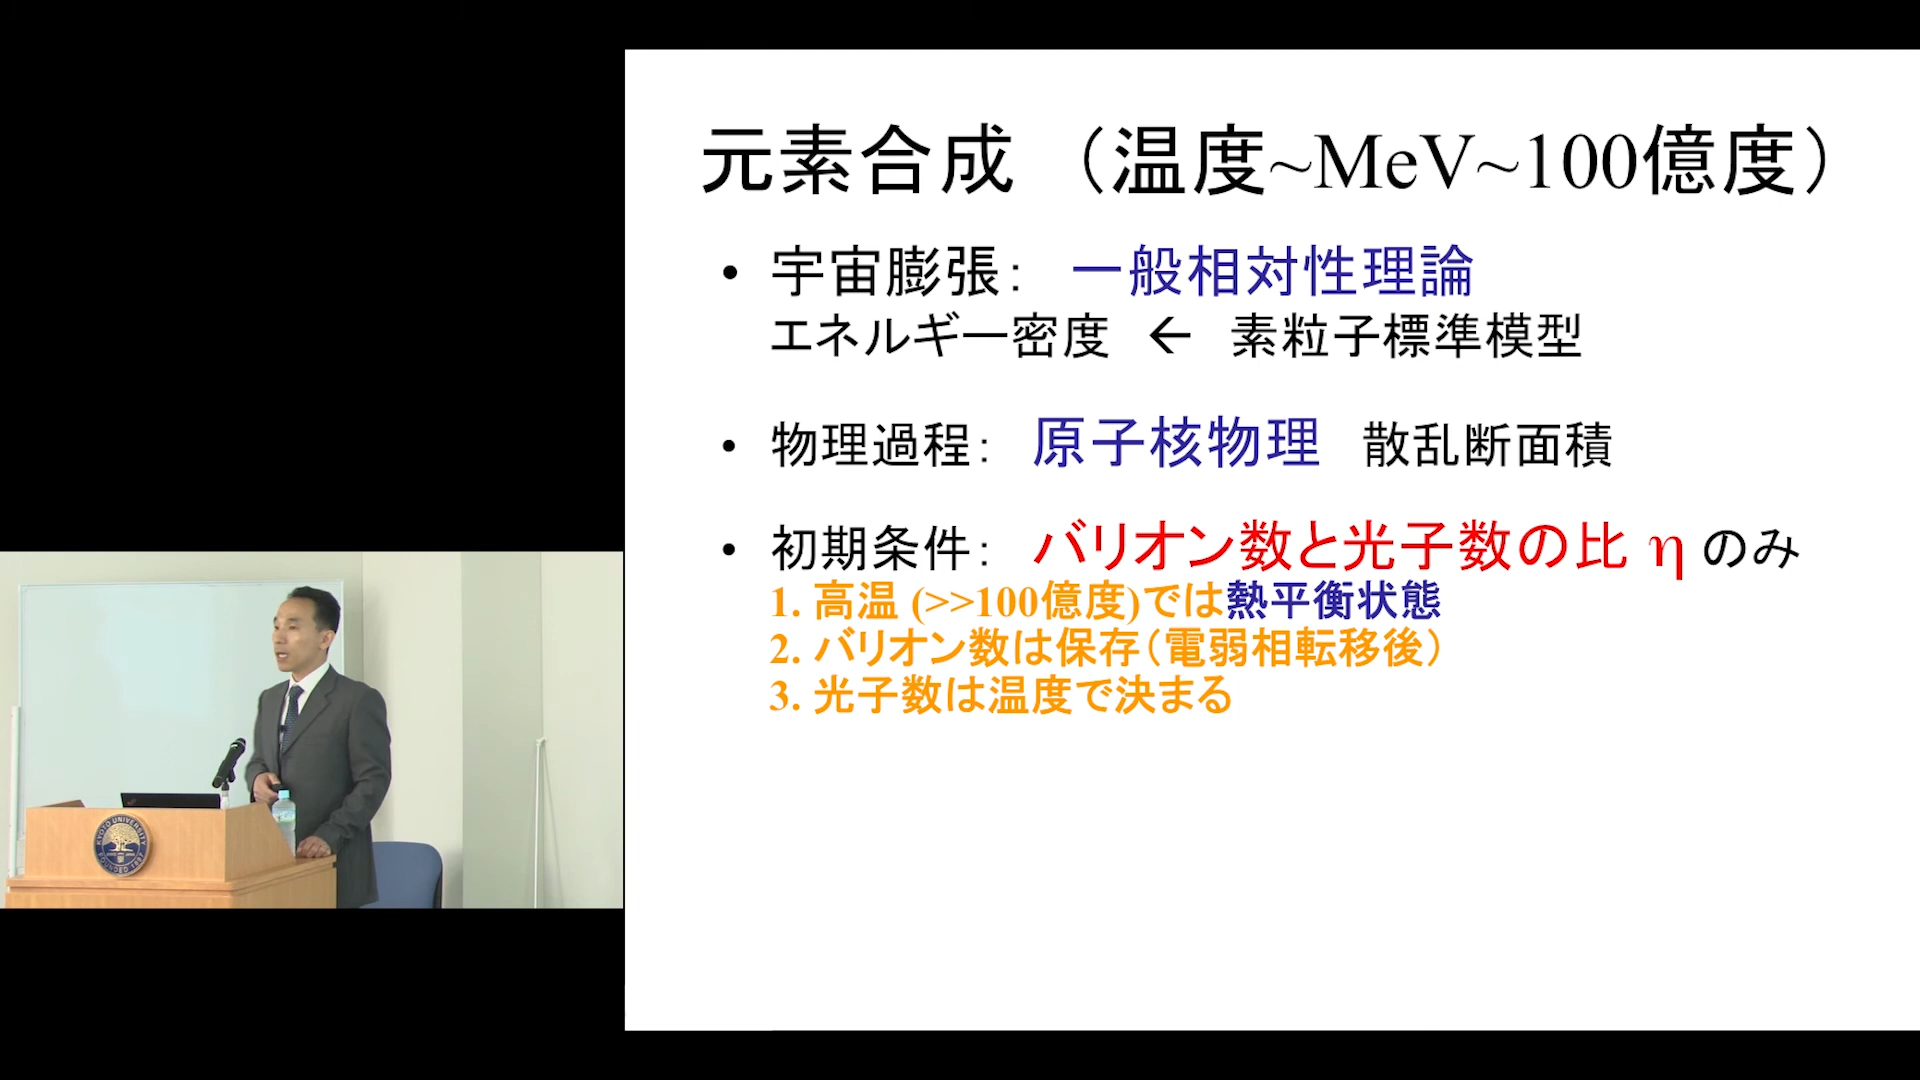 元素合成 （温度~MeV~100億度）
• 宇宙膨張： 一般相対性理論
エネルギー密度 ← 素粒子標準模型
• 物理過程： 原子核物理 散乱断面積
• 初期条件： バリオン数と光子数の比 η のみ
1. 高温 (>>100億度)では熱平衡状態
2. バリオン数は保存（電弱相転移後）
3. 光子数は温度で決まる
KYOTO UNIVERSITY
FOUNDED 1897